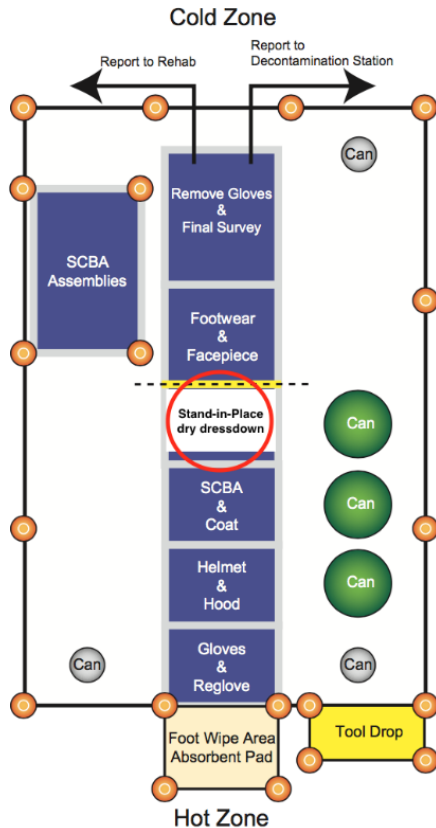 Cold Zone
Report to Rehab
Report to
Decontamination Station
Can
Remove Gloves
&
Final Survey
SCBA
Assemblies
Footwear
&
Facepiece
Stand-in-Place
dry dressdown
Can
SCBA
&
Coat
Can
Helmet
&
Hood
Can
Can
Gloves
&
Reglove
Can
Foot Wipe Area
Absorbent Pad
Tool Drop
Hot Zone